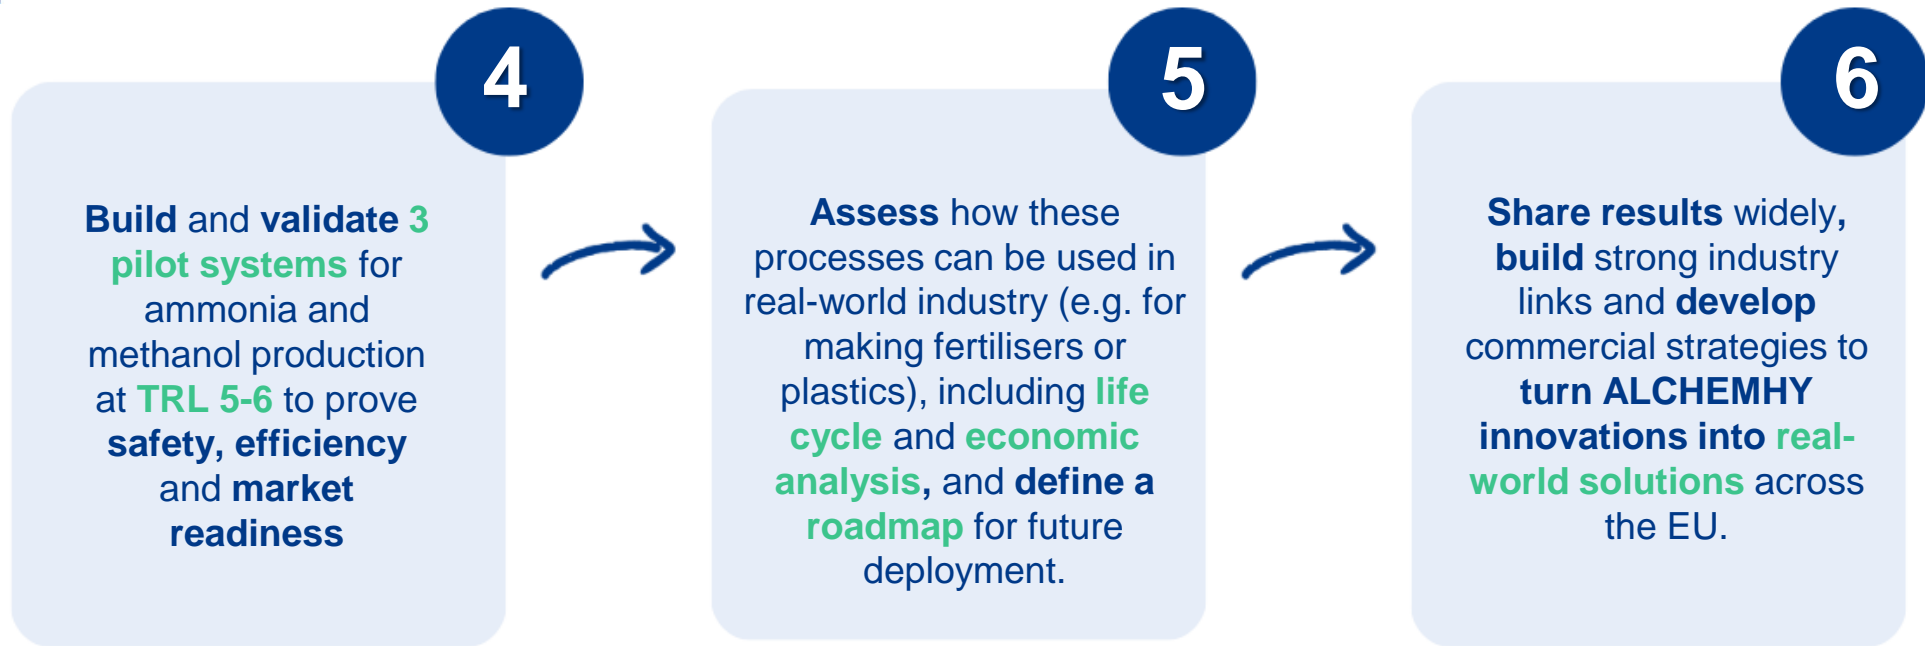 4
Build and validate 3
pilot systems for
ammonia and
methanol production
at TRL 5-6 to prove
safety, efficiency
and market
readiness
5
Assess how these
processes can be used in
real-world industry (e.g. for
making fertilisers or
plastics), including life
cycle and economic
analysis, and define a
roadmap for future
deployment.
6
Share results widely,
build strong industry
links and develop
commercial strategies to
turn ALCHEMHY
innovations into real-
world solutions across
the EU.